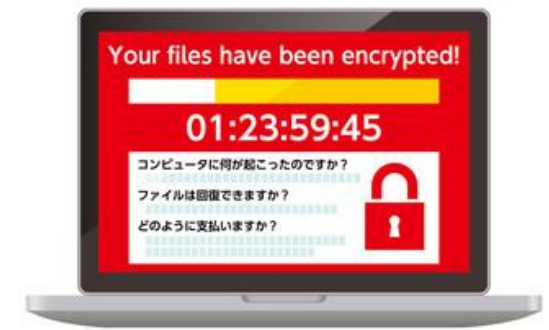 Your files have been encrypted!
01:23:59:45
コンピュータに何が起こったのですか？
ファイルは回復できますか？
どのように支払いますか？